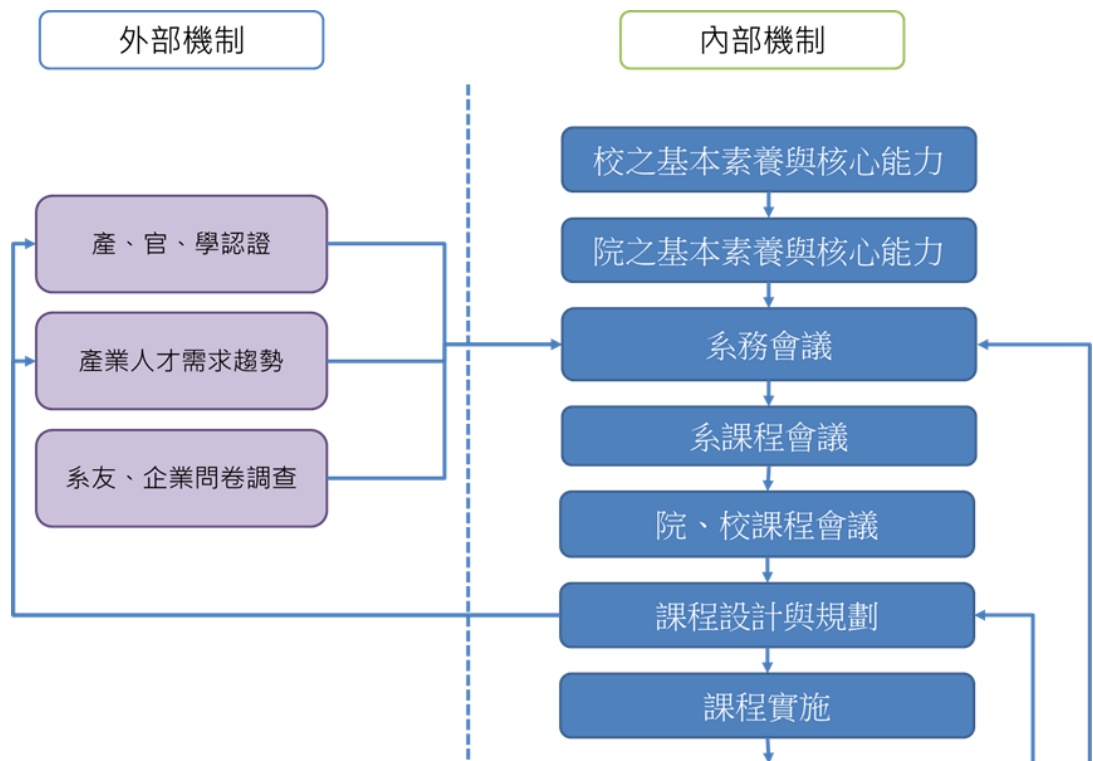 外部機制
內部機制
校之基本素養與核心能力
產、官、學認證
院之基本素養與核心能力
系務會議
產業人才需求趨勢
系課程會議
系友、企業問卷調查
院、校課程會議
課程設計與規劃
課程實施